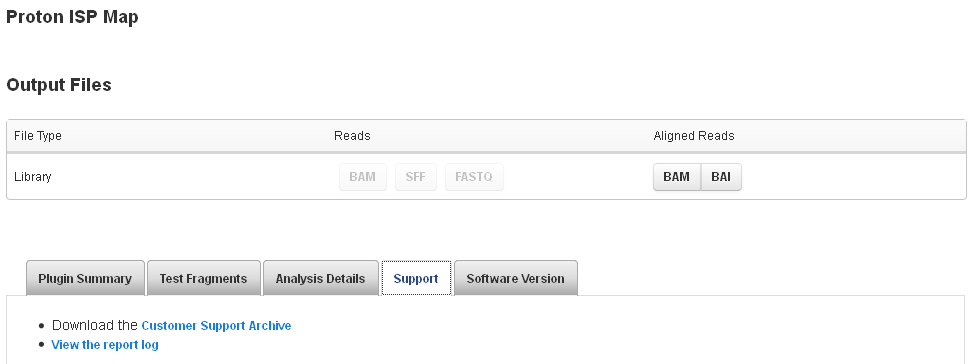 Proton ISP Map
Output Files
File Type Reads Aligned Reads
Library BAM SFF FASTQ BAM BAI
Plugin Summary Test Fragments Analysis Details Support Software Version
• Download the Customer Support Archive
• View the report log